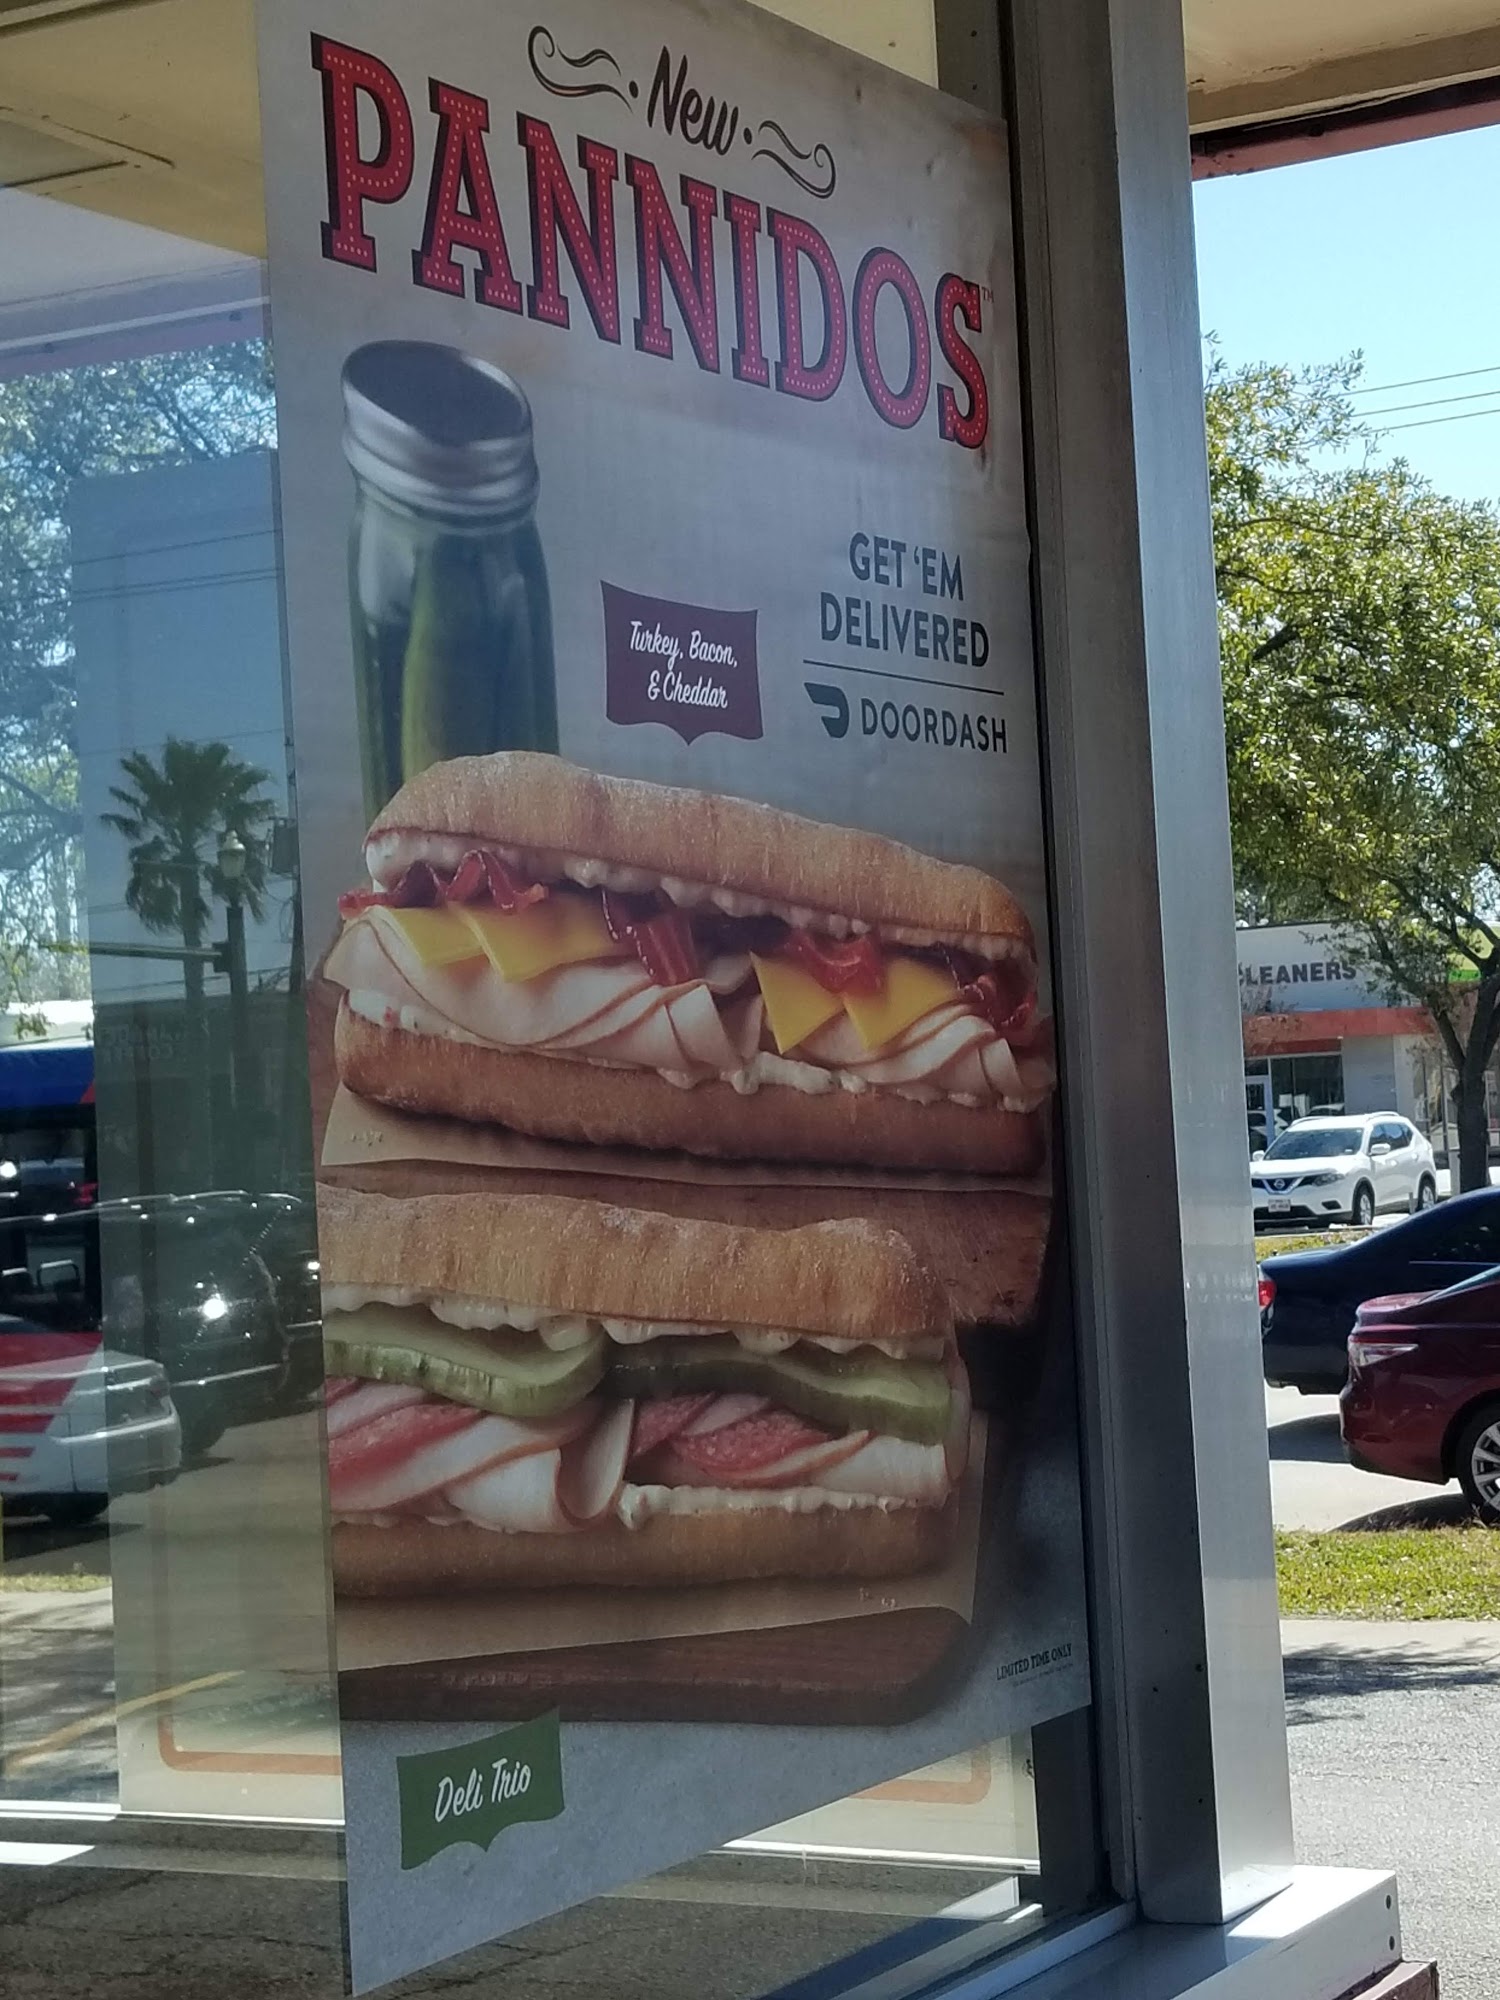 New
PANNIDOS™
GET 'EM
DELIVERED
DOORDASH
Turkey, Bacon,
& Cheddar
LEANERS
LIMITED TIME ONLY
Deli Trio